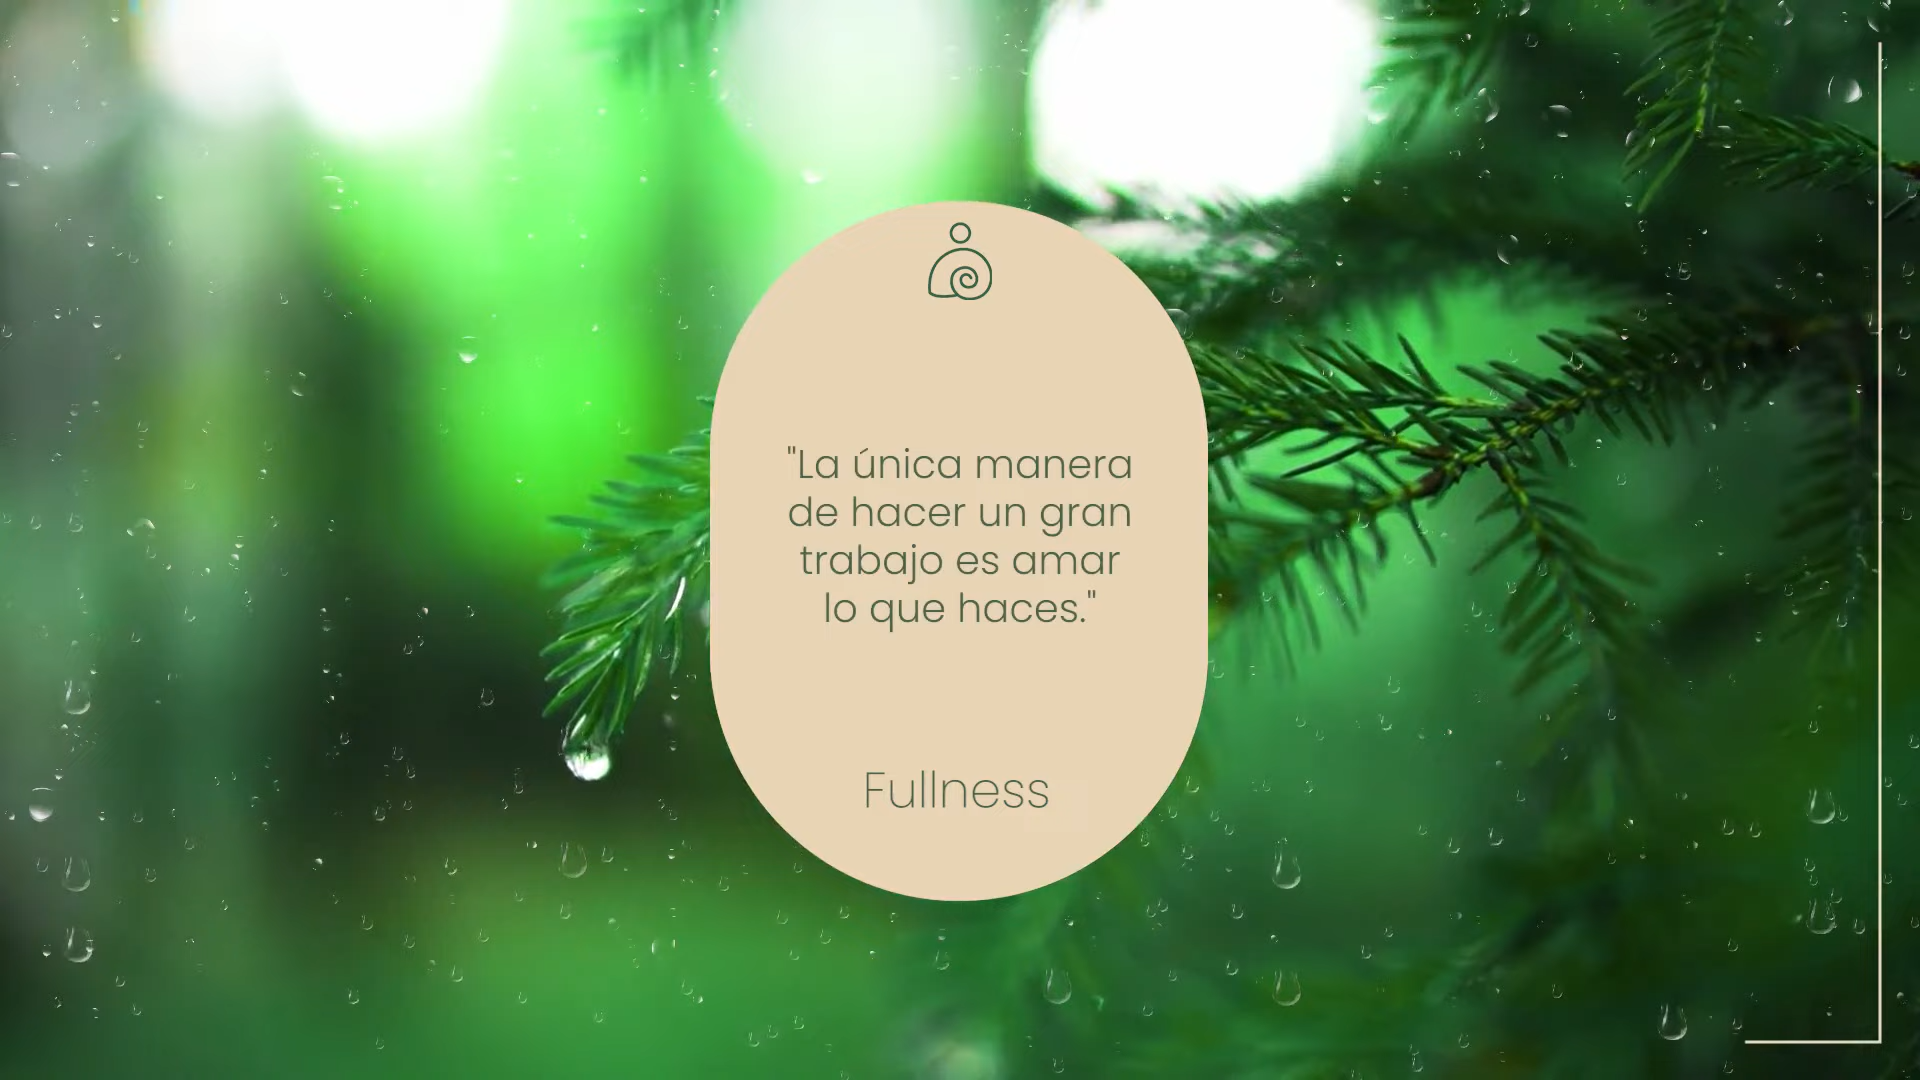 "La única manera
de hacer un gran
trabajo es amar
lo que haces."
Fullness